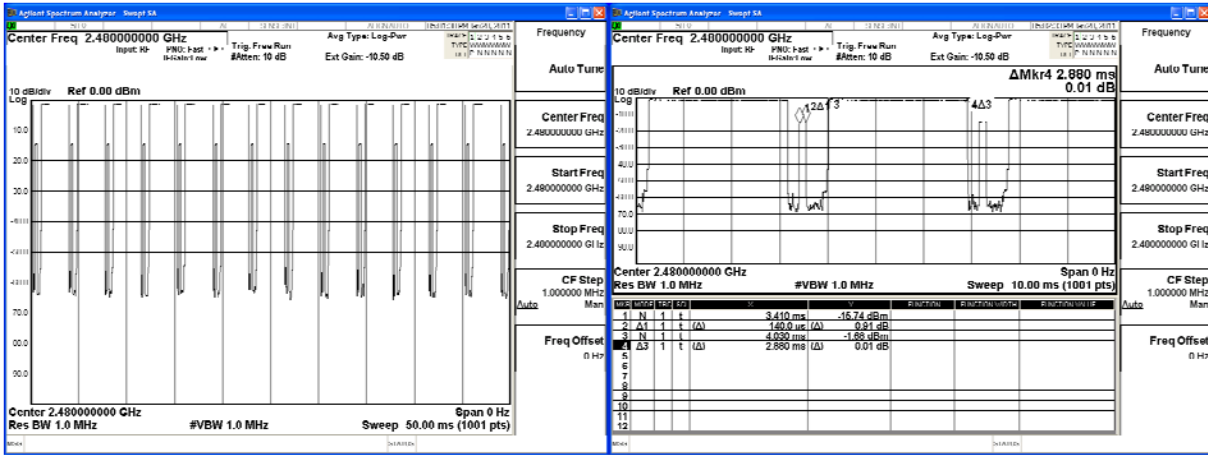 Agilent Spectrum Analyzer - Swept SA
Center Freq 2.480000000 GHz
Input: RF
PNO: Fast
Trig: Free Run
#Atten: 10 dB
Avg Type: Log-Pwr
Ext Gain: -10.50 dB
10 dB/div
Log
Ref 0.00 dBm
Center 2.480000000 GHz
Span 0 Hz
Res BW 1.0 MHz
#VBW 1.0 MHz
Sweep 50.00 ms (1001 pts)
Frequency
Auto Tune
Center Freq
2.480000000 GHz
Start Freq
2.480000000 GHz
Stop Freq
CF Step
1.000000 MHz
Auto Man
Freq Offset
0 Hz
Agilent Spectrum Analyzer - Swept SA
Center Freq 2.480000000 GHz
Input: RF
PNO: Fast
Trig: Free Run
#Atten: 10 dB
Avg Type: Log-Pwr
Ext Gain: -10.50 dB
ΔMkr4 2.880 ms
0.01 dB
10 dB/div
Log
Ref 0.00 dBm
Center 2.480000000 GHz
Span 0 Hz
Res BW 1.0 MHz
#VBW 1.0 MHz
Sweep 10.00 ms (1001 pts)
MKR MODE TRC SCL X Y FUNCTION FUNCTION WIDTH FUNCTION VALUE
1 N 1 t 3.410 ms -15.74 dBm
2 Δ1 1 t (Δ) 140.0 us (Δ) 0.91 dB
3 N 1 t 4.030 ms -1.68 dBm
4 Δ3 1 t (Δ) 2.880 ms (Δ) 0.01 dB
5
6
7
8
9
10
11
12
Frequency
Auto Tune
Center Freq
2.480000000 GHz
Start Freq
2.480000000 GHz
Stop Freq
CF Step
1.000000 MHz
Auto Man
Freq Offset
0 Hz